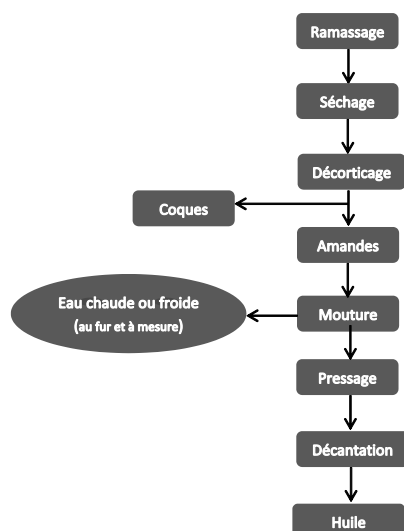 Ramassage
Séchage
Décorticage
Coques
Amandes
Eau chaude ou froide
(au fur et à mesure)
Mouture
Pressage
Décantation
Huile